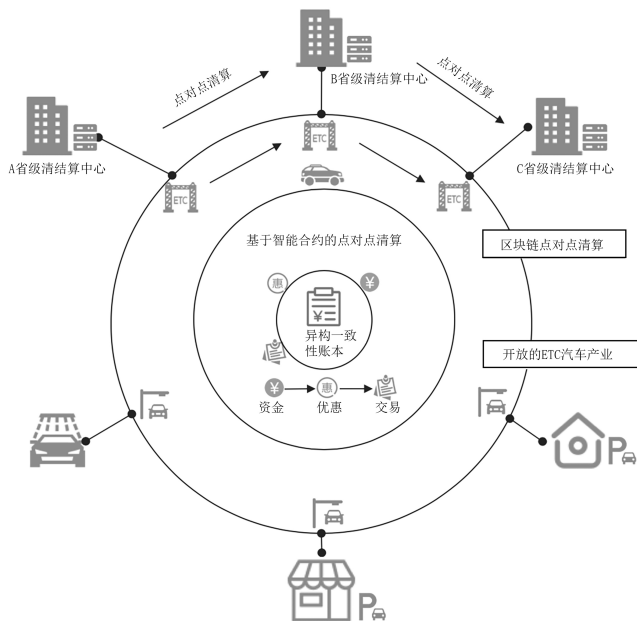 B省级清结算中心
点对点清算
点对点清算
A省级清结算中心
C省级清结算中心
ETC
ETC
ETC
基于智能合约的点对点清算
区块链点对点清算
惠
¥
¥
异构一致
性账本
开放的ETC汽车产业
¥
惠
资金
优惠
交易
P
P